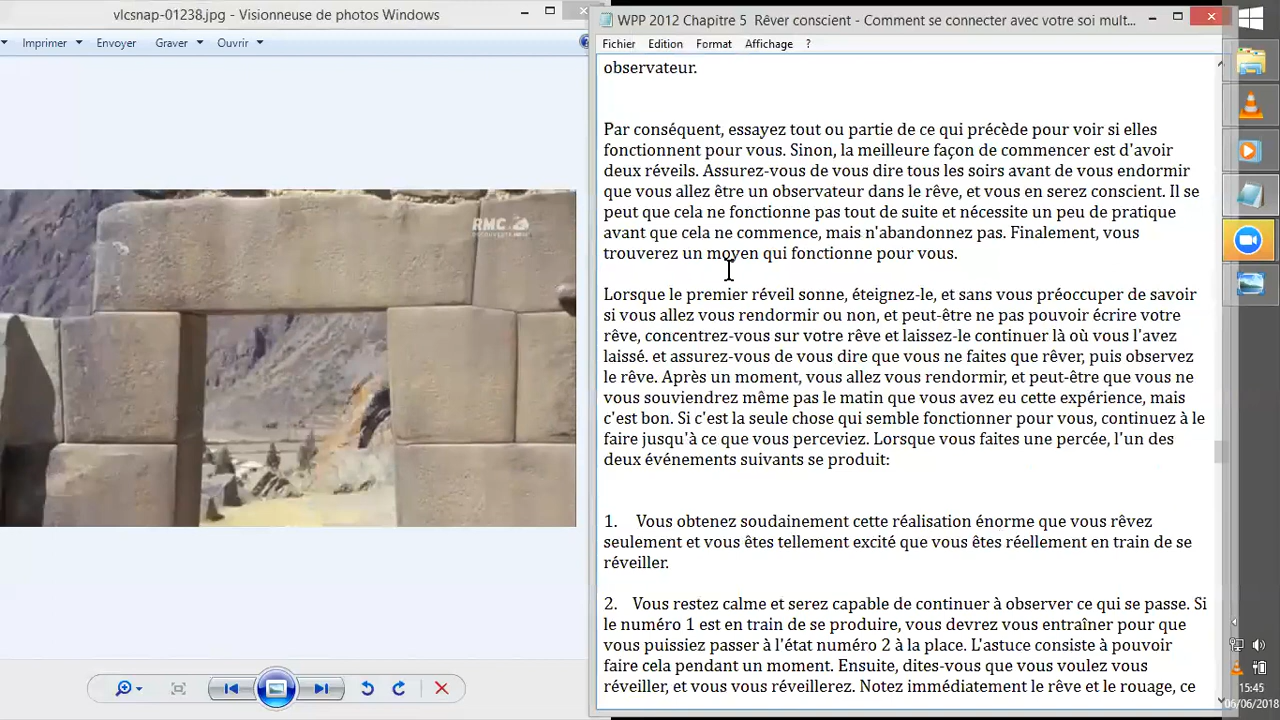 vlcsnap-01238.jpg - Visionneuse de photos Windows
Imprimer Envoyer Graver Ouvrir
RMC
WPP 2012 Chapitre 5 Rêver conscient - Comment se connecter avec votre soi mult...
Fichier Edition Format Affichage ?
observateur.
Par conséquent, essayez tout ou partie de ce qui précède pour voir si elles
fonctionnent pour vous. Sinon, la meilleure façon de commencer est d'avoir
deux réveils. Assurez-vous de vous dire tous les soirs avant de vous endormir
que vous allez être un observateur dans le rêve, et vous en serez conscient. Il se
peut que cela ne fonctionne pas tout de suite et nécessite un peu de pratique
avant que cela ne commence, mais n'abandonnez pas. Finalement, vous
trouverez un moyen qui fonctionne pour vous.
Lorsque le premier réveil sonne, éteignez-le, et sans vous préoccuper de savoir
si vous allez vous rendormir ou non, et peut-être ne pas pouvoir écrire votre
rêve, concentrez-vous sur votre rêve et laissez-le continuer là où vous l'avez
laissé. et assurez-vous de vous dire que vous ne faites que rêver, puis observez
le rêve. Après un moment, vous allez vous rendormir, et peut-être que vous ne
vous souviendrez même pas le matin que vous avez eu cette expérience, mais
c'est bon. Si c'est la seule chose qui semble fonctionner pour vous, continuez à le
faire jusqu'à ce que vous perceviez. Lorsque vous faites une percée, l'un des
deux événements suivants se produit:
1. Vous obtenez soudainement cette réalisation énorme que vous rêvez
seulement et vous êtes tellement excité que vous êtes réellement en train de se
réveiller.
2. Vous restez calme et serez capable de continuer à observer ce qui se passe. Si
le numéro 1 est en train de se produire, vous devrez vous entraîner pour que
vous puissiez passer à l'état numéro 2 à la place. L'astuce consiste à pouvoir
faire cela pendant un moment. Ensuite, dites-vous que vous voulez vous
réveiller, et vous vous réveillerez. Notez immédiatement le rêve et le rouage, ce
15:45
06/06/2018